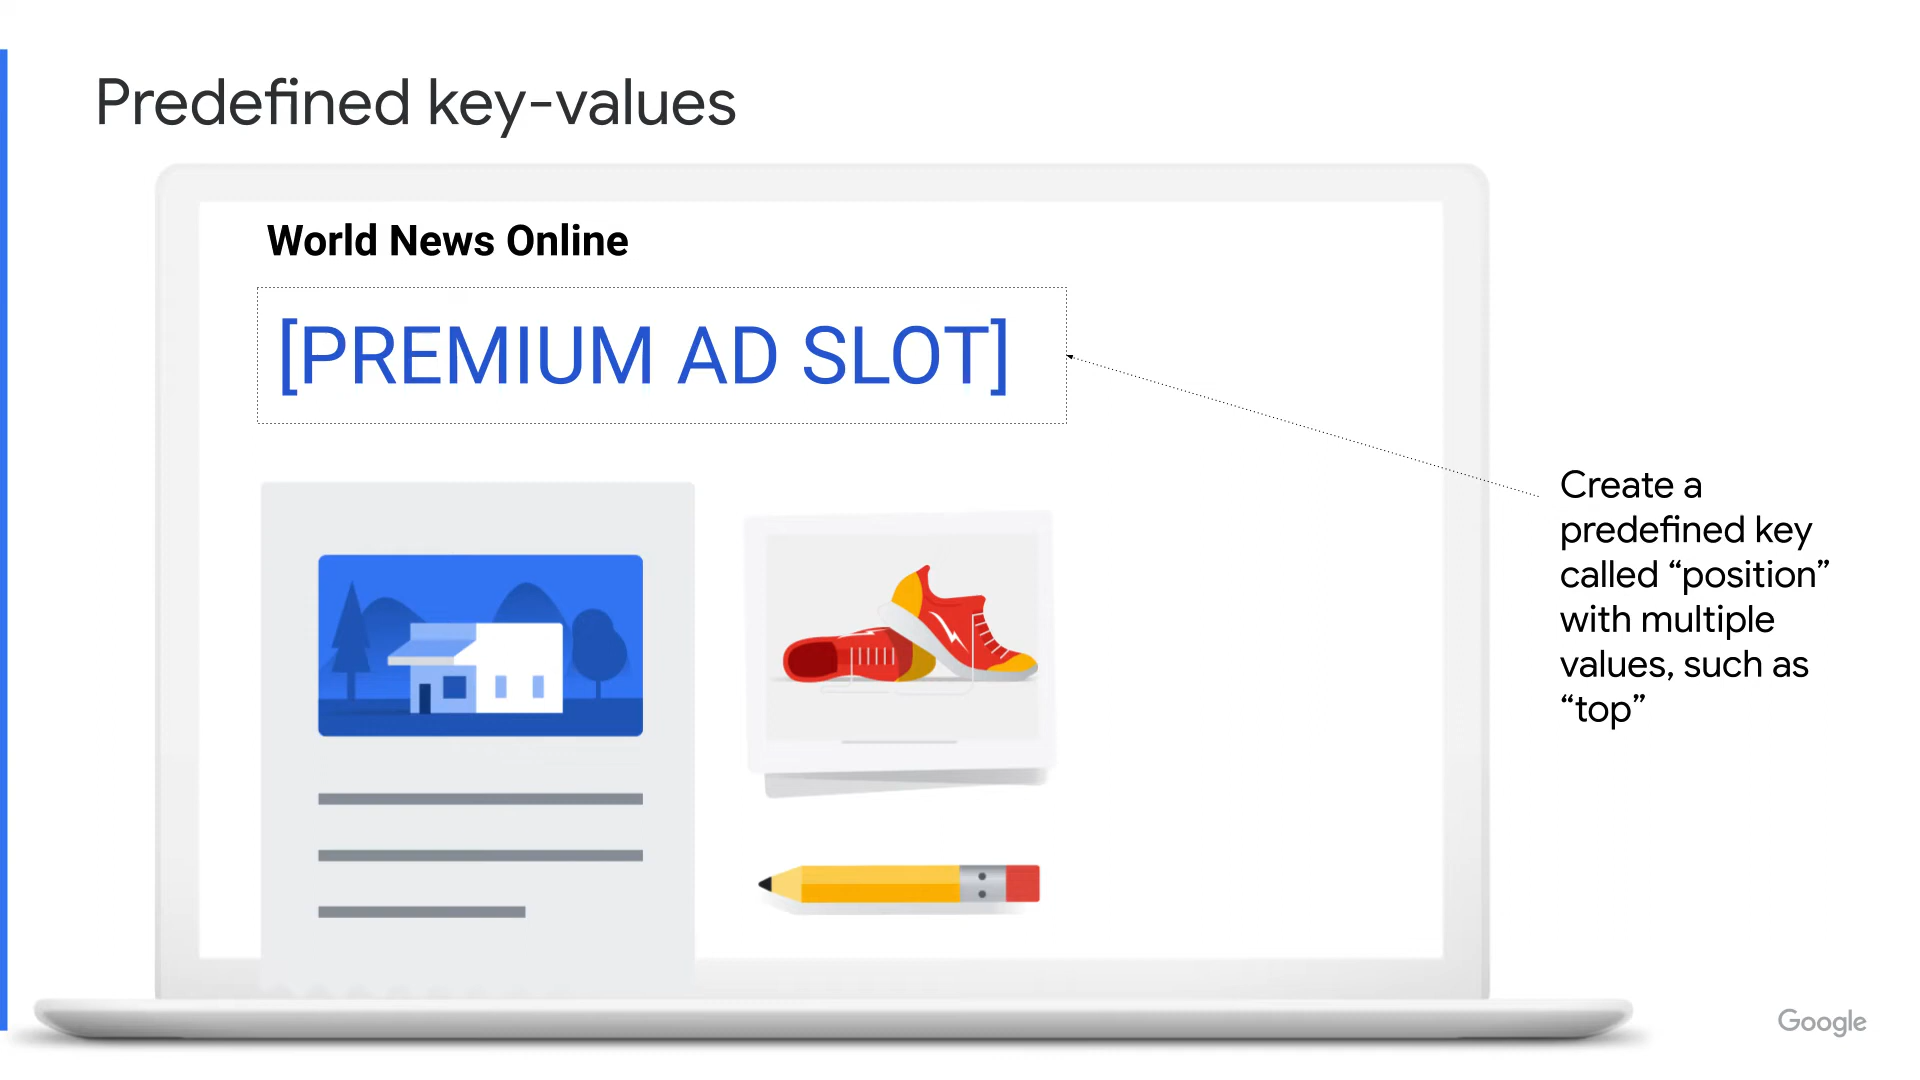 Predefined key-values
World News Online
[PREMIUM AD SLOT]
Create a
predefined key
called “position”
with multiple
values, such as
“top”
Google